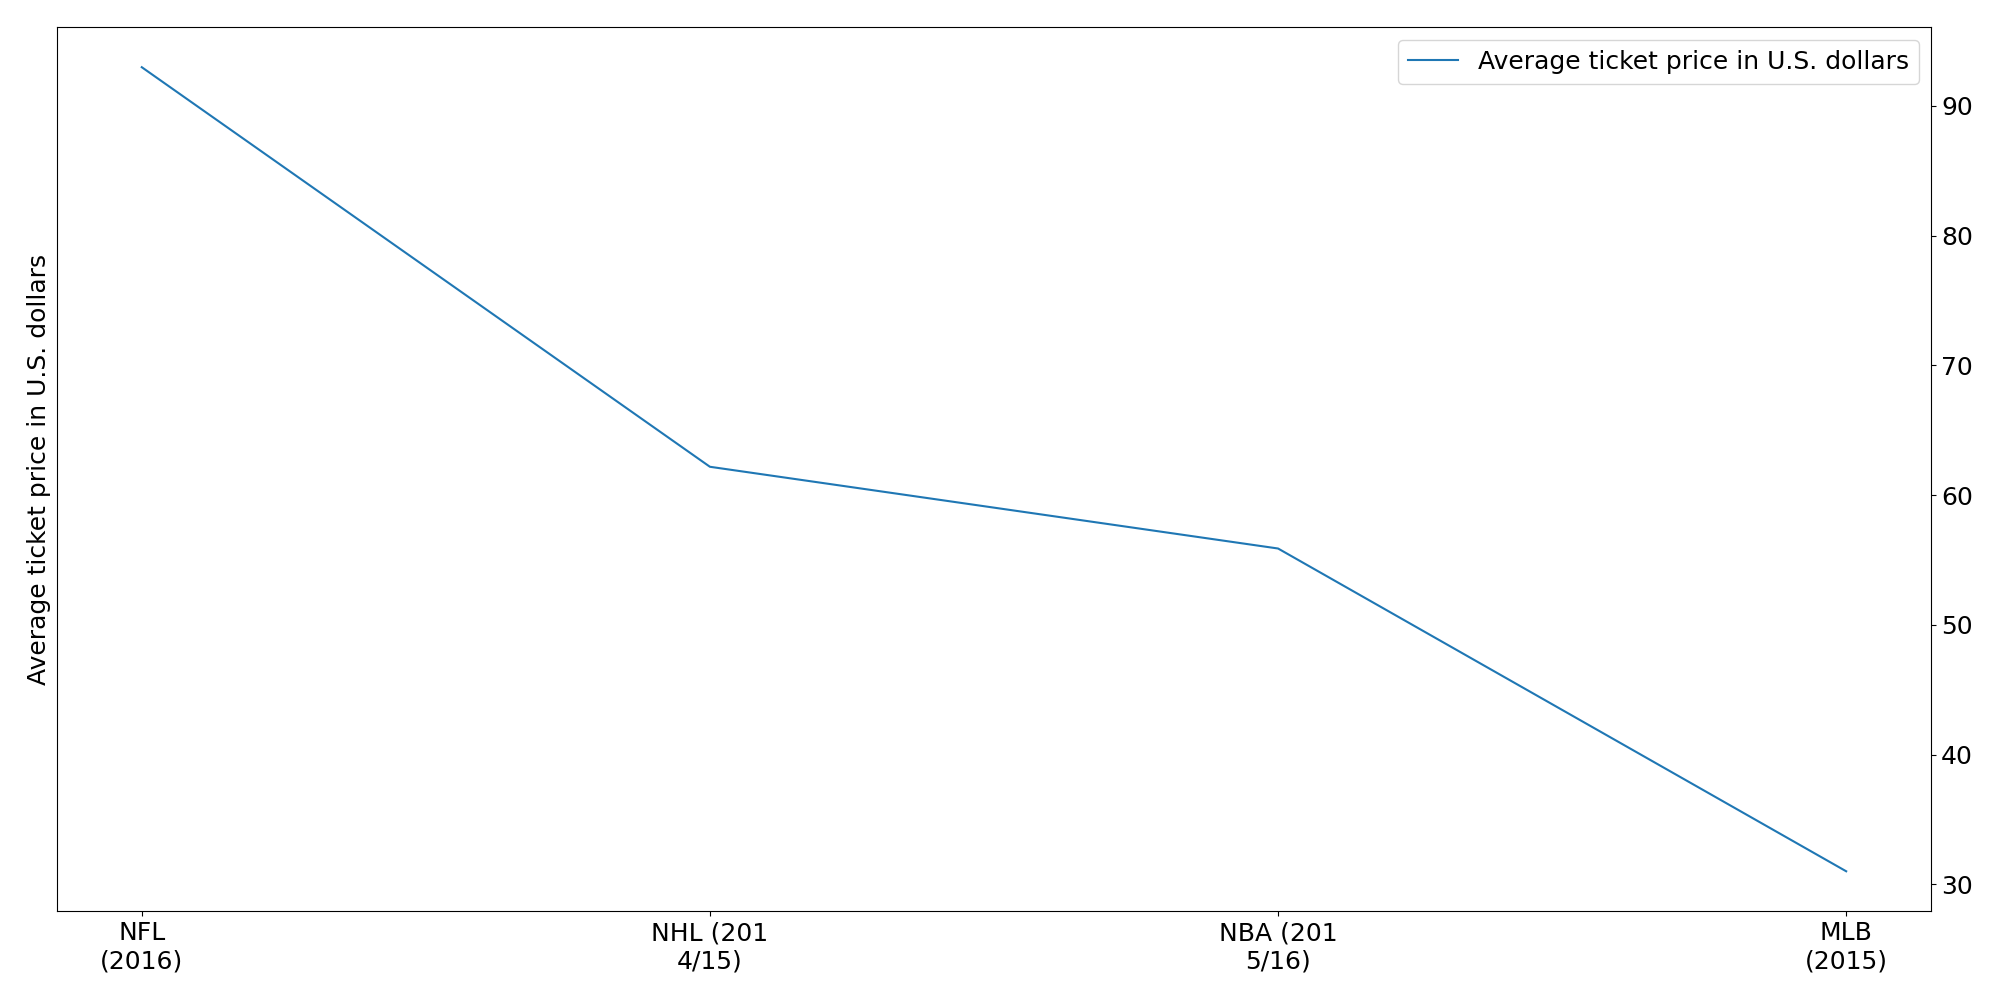 Average ticket price in U.S. dollars
Average ticket price in U.S. dollars
90
80
70
60
50
40
30
NFL
(2016)
NHL (201
4/15)
NBA (201
5/16)
MLB
(2015)